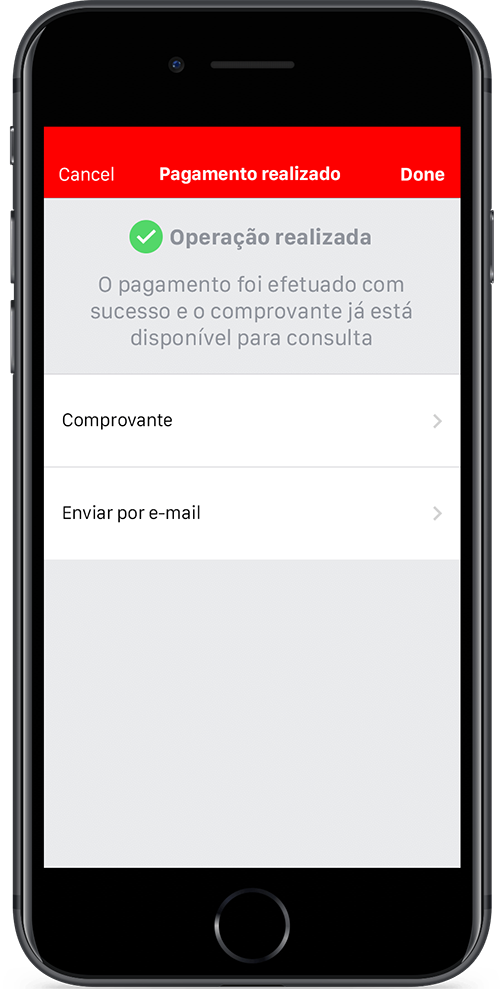 Cancel Pagamento realizado Done
Operação realizada
O pagamento foi efetuado com
sucesso e o comprovante já está
disponível para consulta
Comprovante
Enviar por e-mail